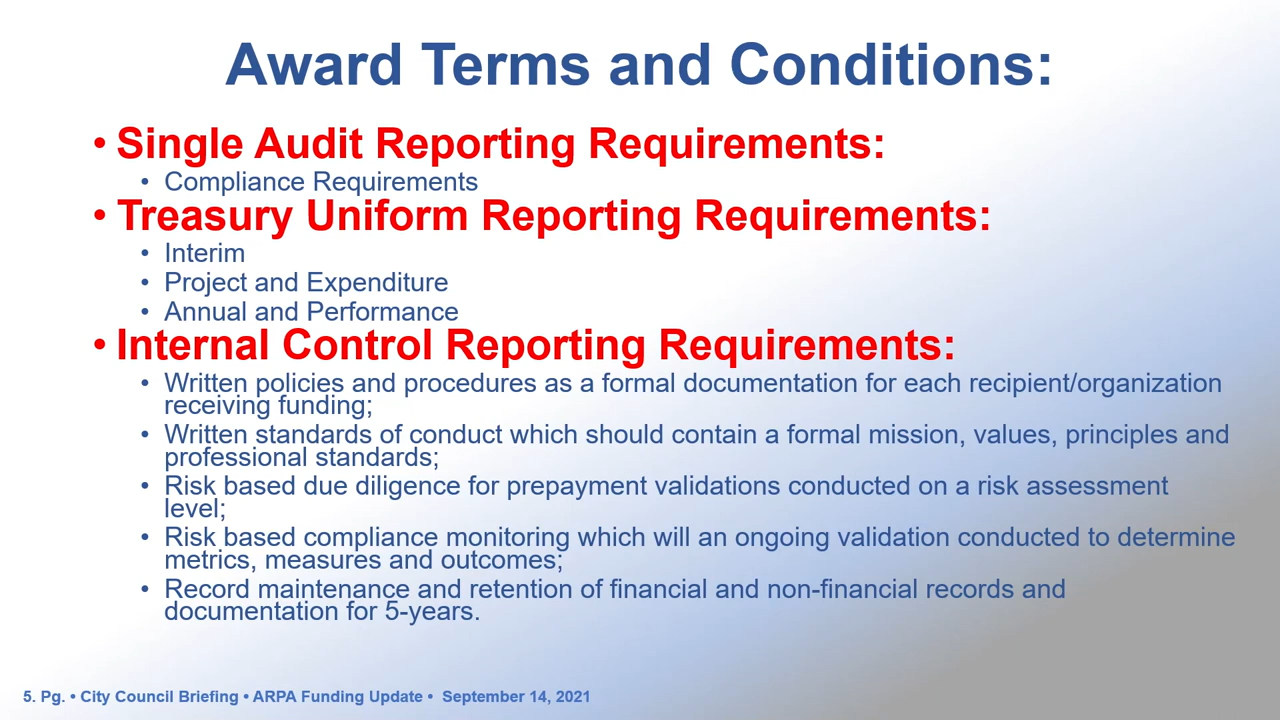 Award Terms and Conditions:
• Single Audit Reporting Requirements:
• Compliance Requirements
• Treasury Uniform Reporting Requirements:
• Interim
• Project and Expenditure
• Annual and Performance
• Internal Control Reporting Requirements:
• Written policies and procedures as a formal documentation for each recipient/organization
receiving funding;
• Written standards of conduct which should contain a formal mission, values, principles and
professional standards;
• Risk based due diligence for prepayment validations conducted on a risk assessment
level;
• Risk based compliance monitoring which will an ongoing validation conducted to determine
metrics, measures and outcomes;
• Record maintenance and retention of financial and non-financial records and
documentation for 5-years.
5. Pg. • City Council Briefing • ARPA Funding Update • September 14, 2021